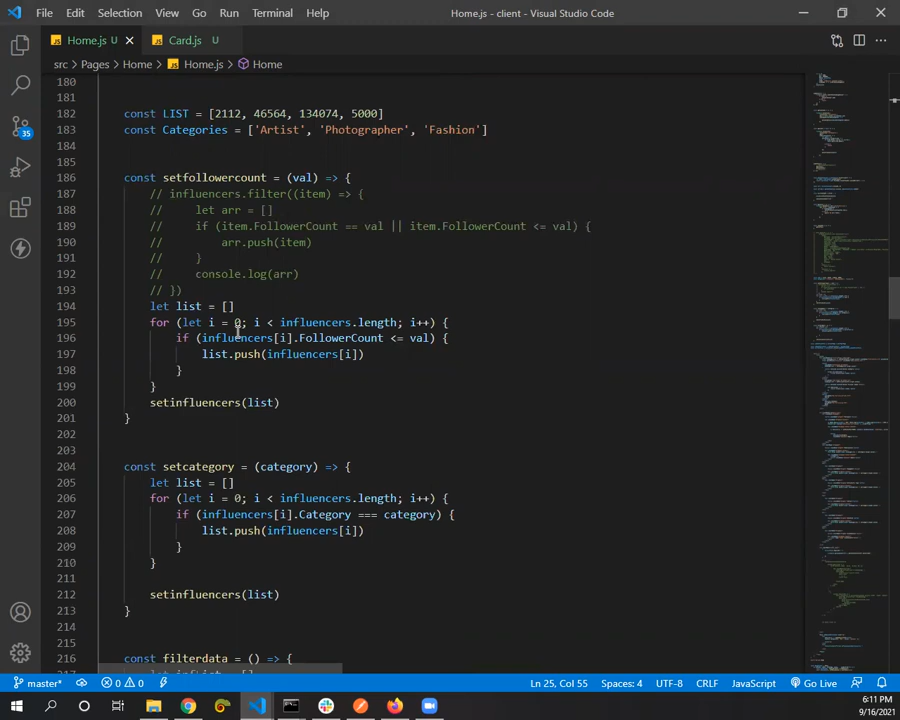 File Edit Selection View Go Run Terminal Help Home.js - client - Visual Studio Code
JS Home.js U × JS Card.js U
src > Pages > Home > JS Home.js > Home
180
181
182 const LIST = [2112, 46564, 134074, 5000]
183 const Categories = ['Artist', 'Photographer', 'Fashion']
184
185
186 const setfollowercount = (val) => {
187 // influencers.filter((item) => {
188 // let arr = []
189 // if (item.FollowerCount == val || item.FollowerCount <= val) {
190 // arr.push(item)
191 // }
192 // console.log(arr)
193 // })
194 let list = []
195 for (let i = 0; i < influencers.length; i++) {
196 if (influencers[i].FollowerCount <= val) {
197 list.push(influencers[i])
198 }
199 }
200 setinfluencers(list)
201 }
202
203
204 const setcategory = (category) => {
205 let list = []
206 for (let i = 0; i < influencers.length; i++) {
207 if (influencers[i].Category === category) {
208 list.push(influencers[i])
209 }
210 }
211
212 setinfluencers(list)
213 }
214
215
216 const filterdata = () => {
35
master* 0 0 Ln 25, Col 55 Spaces: 4 UTF-8 CRLF JavaScript Go Live
6:11 PM
9/16/2021